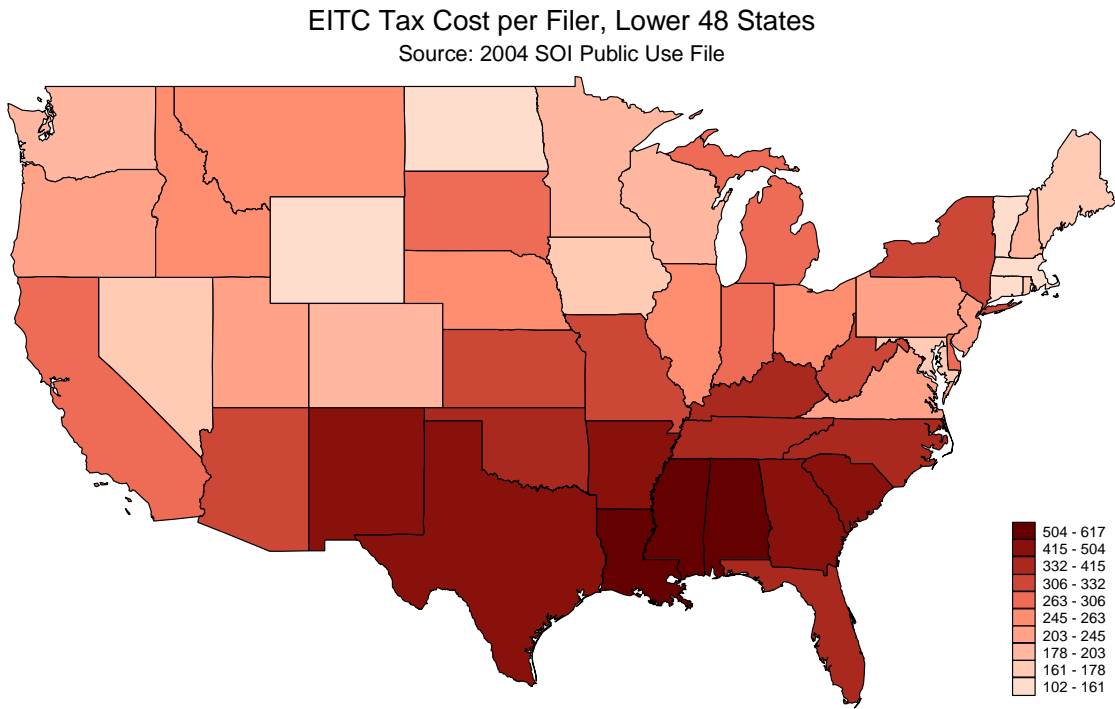 EITC Tax Cost per Filer, Lower 48 States
Source: 2004 SOI Public Use File
504 - 617
415 - 504
332 - 415
306 - 332
263 - 306
245 - 263
203 - 245
178 - 203
161 - 178
102 - 161